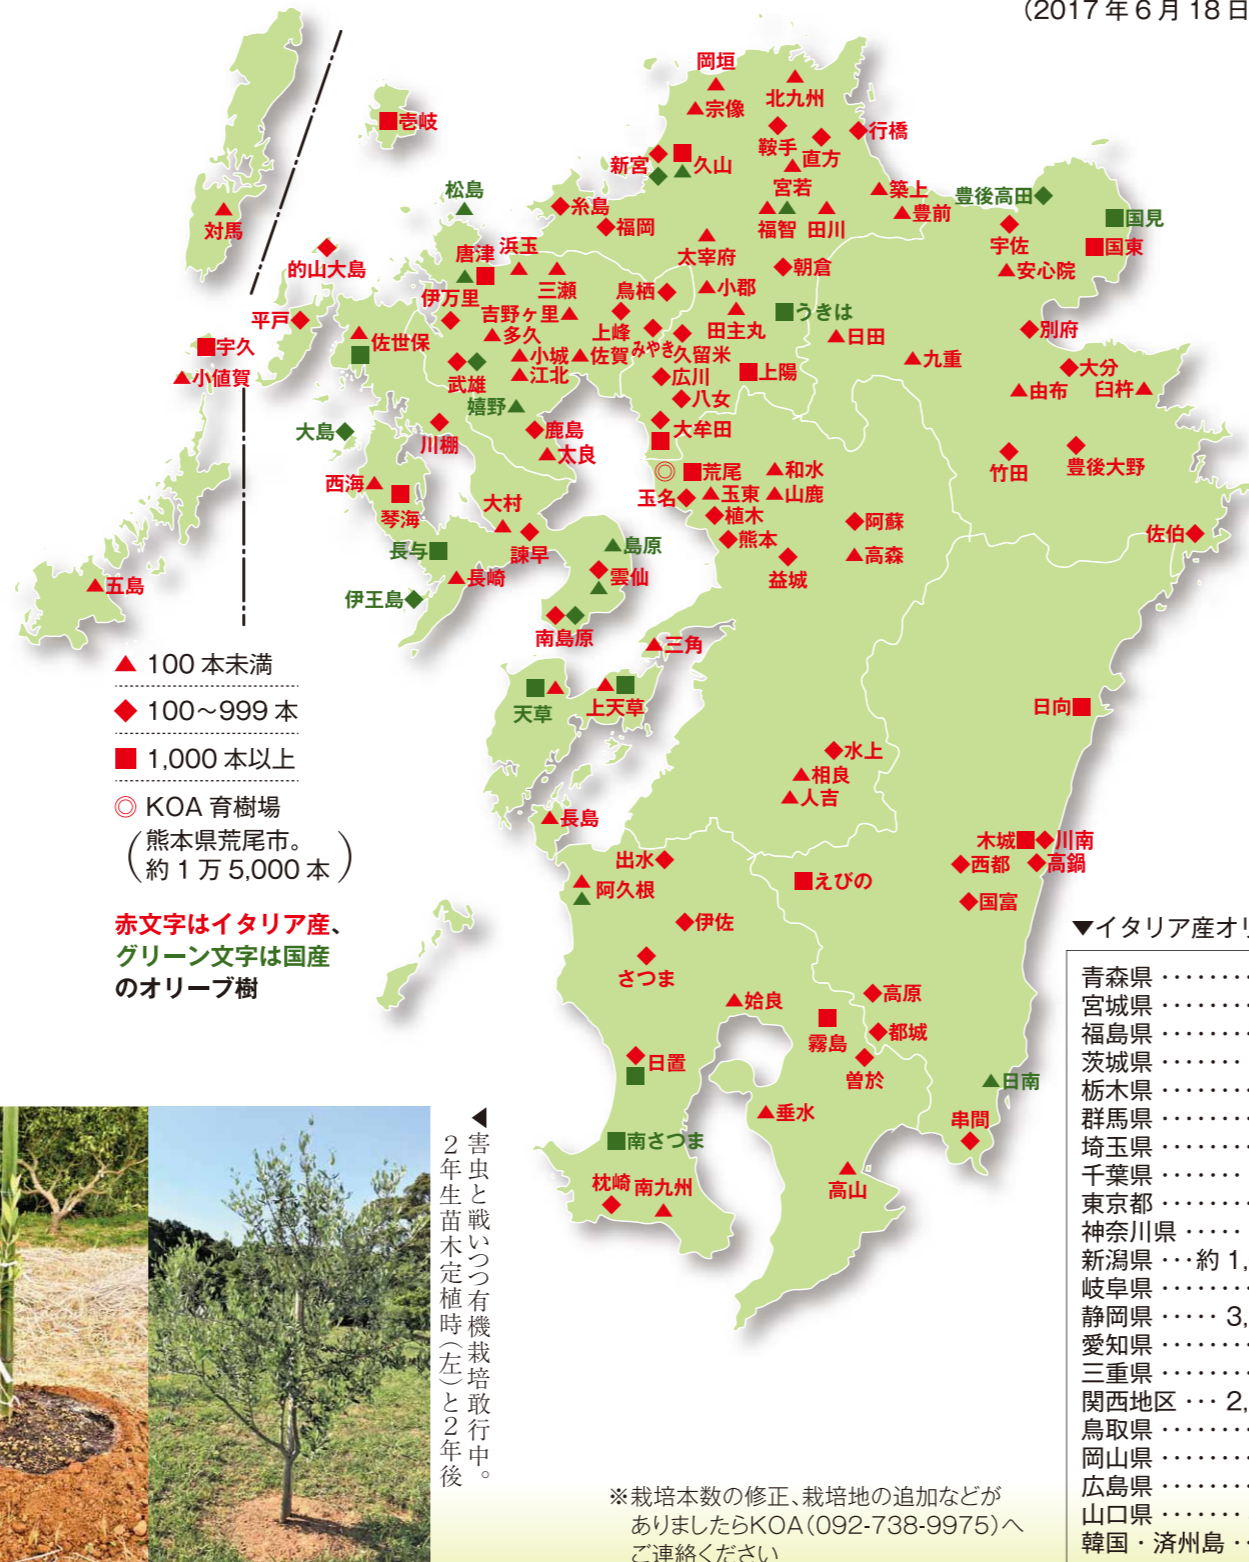 (2017年6月18日
岡垣
北九州
宗像
壱岐
鞍手
行橋
直方
新宮
久山
宮若
松島
築上
豊後高田
豊前
国見
対馬
糸島
福智
田川
福岡
宇佐
国東
太宰府
的山大島
唐津
浜玉
朝倉
安心院
三瀬
鳥栖
小郡
伊万里
吉野ヶ里
上峰
田主丸
うきは
平戸
佐世保
多久
みやき
久留米
日田
別府
宇久
小城
佐賀
九重
大分
小値賀
武雄
江北
広川
上陽
由布
臼杵
嬉野
八女
大島
川棚
鹿島
大牟田
太良
竹田
豊後大野
荒尾
和水
西海
玉名
玉東
山鹿
琴海
大村
植木
阿蘇
諫早
熊本
佐伯
長与
島原
益城
高森
五島
長崎
雲仙
伊王島
南島原
三角
▲ 100本未満
◆ 100〜999本
■ 1,000本以上
◎ KOA育樹場
(熊本県荒尾市。
約1万5,000本)
赤文字はイタリア産、
グリーン文字は国産
のオリーブ樹
天草
上天草
日向
水上
相良
人吉
長島
木城
川南
出水
西都
高鍋
阿久根
えびの
国富
伊佐
さつま
姶良
高原
霧島
都城
日置
曽於
日南
垂水
串間
南さつま
枕崎
南九州
高山
▼イタリア産オリ
青森県 ‥‥‥‥
宮城県 ‥‥‥‥
福島県 ‥‥‥‥
茨城県 ‥‥‥‥
栃木県 ‥‥‥‥
群馬県 ‥‥‥‥
埼玉県 ‥‥‥‥
千葉県 ‥‥‥‥
東京都 ‥‥‥‥
神奈川県 ‥‥‥
新潟県 ‥・約1,
岐阜県 ‥‥‥‥
静岡県 ‥‥・ 3,
愛知県 ‥‥‥‥
三重県 ‥‥‥‥
関西地区 ‥・ 2,
鳥取県 ‥‥‥‥
岡山県 ‥‥‥‥
広島県 ‥‥‥‥
山口県 ‥‥‥‥
韓国・済州島 ‥
▲害虫と戦いつつ有機栽培敢行中。
2年生苗木定植時(左)と2年後
※栽培本数の修正、栽培地の追加などが
ありましたらKOA(092-738-9975)へ
ご連絡ください